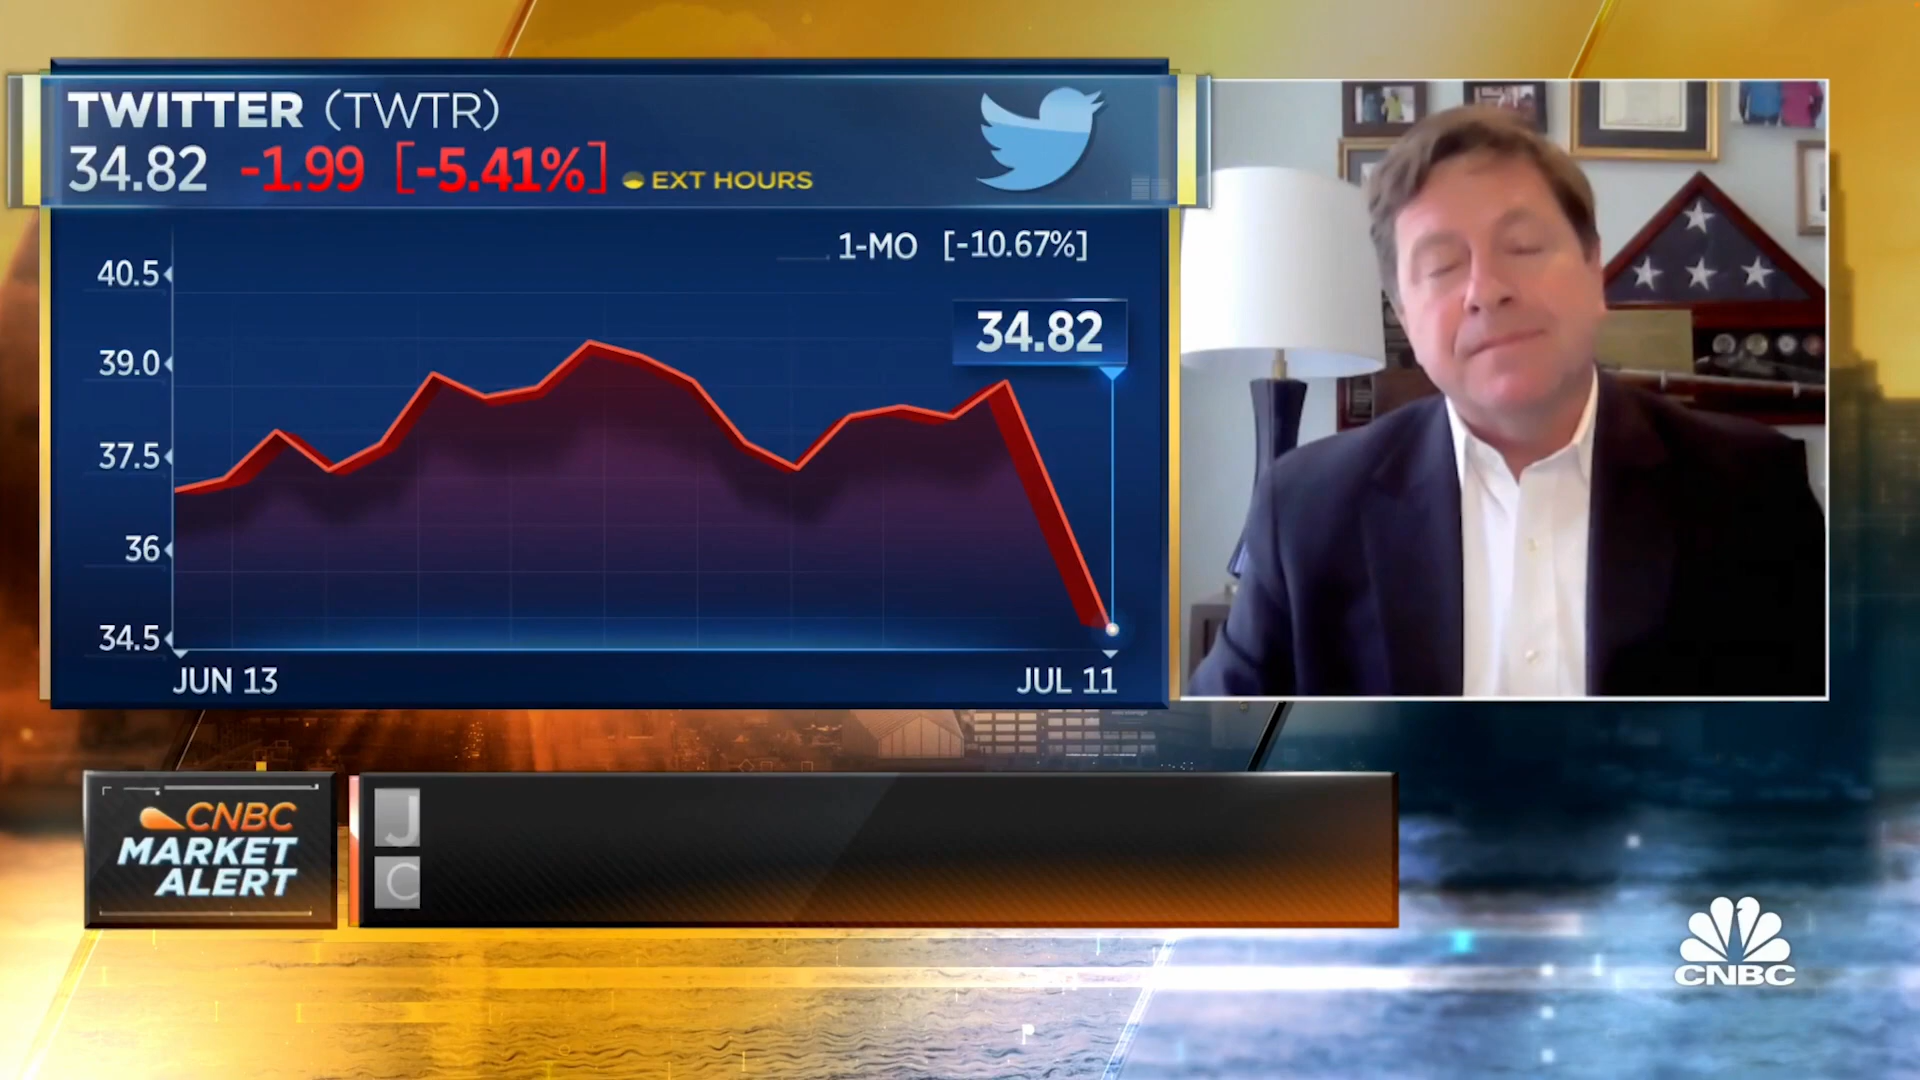 TWITTER (TWTR)
34.82 -1.99 [-5.41%] EXT HOURS
1-MO [-10.67%]
34.82
40.5
39.0
37.5
36
34.5
JUN 13
JUL 11
CNBC
MARKET
ALERT
J
C
CNBC